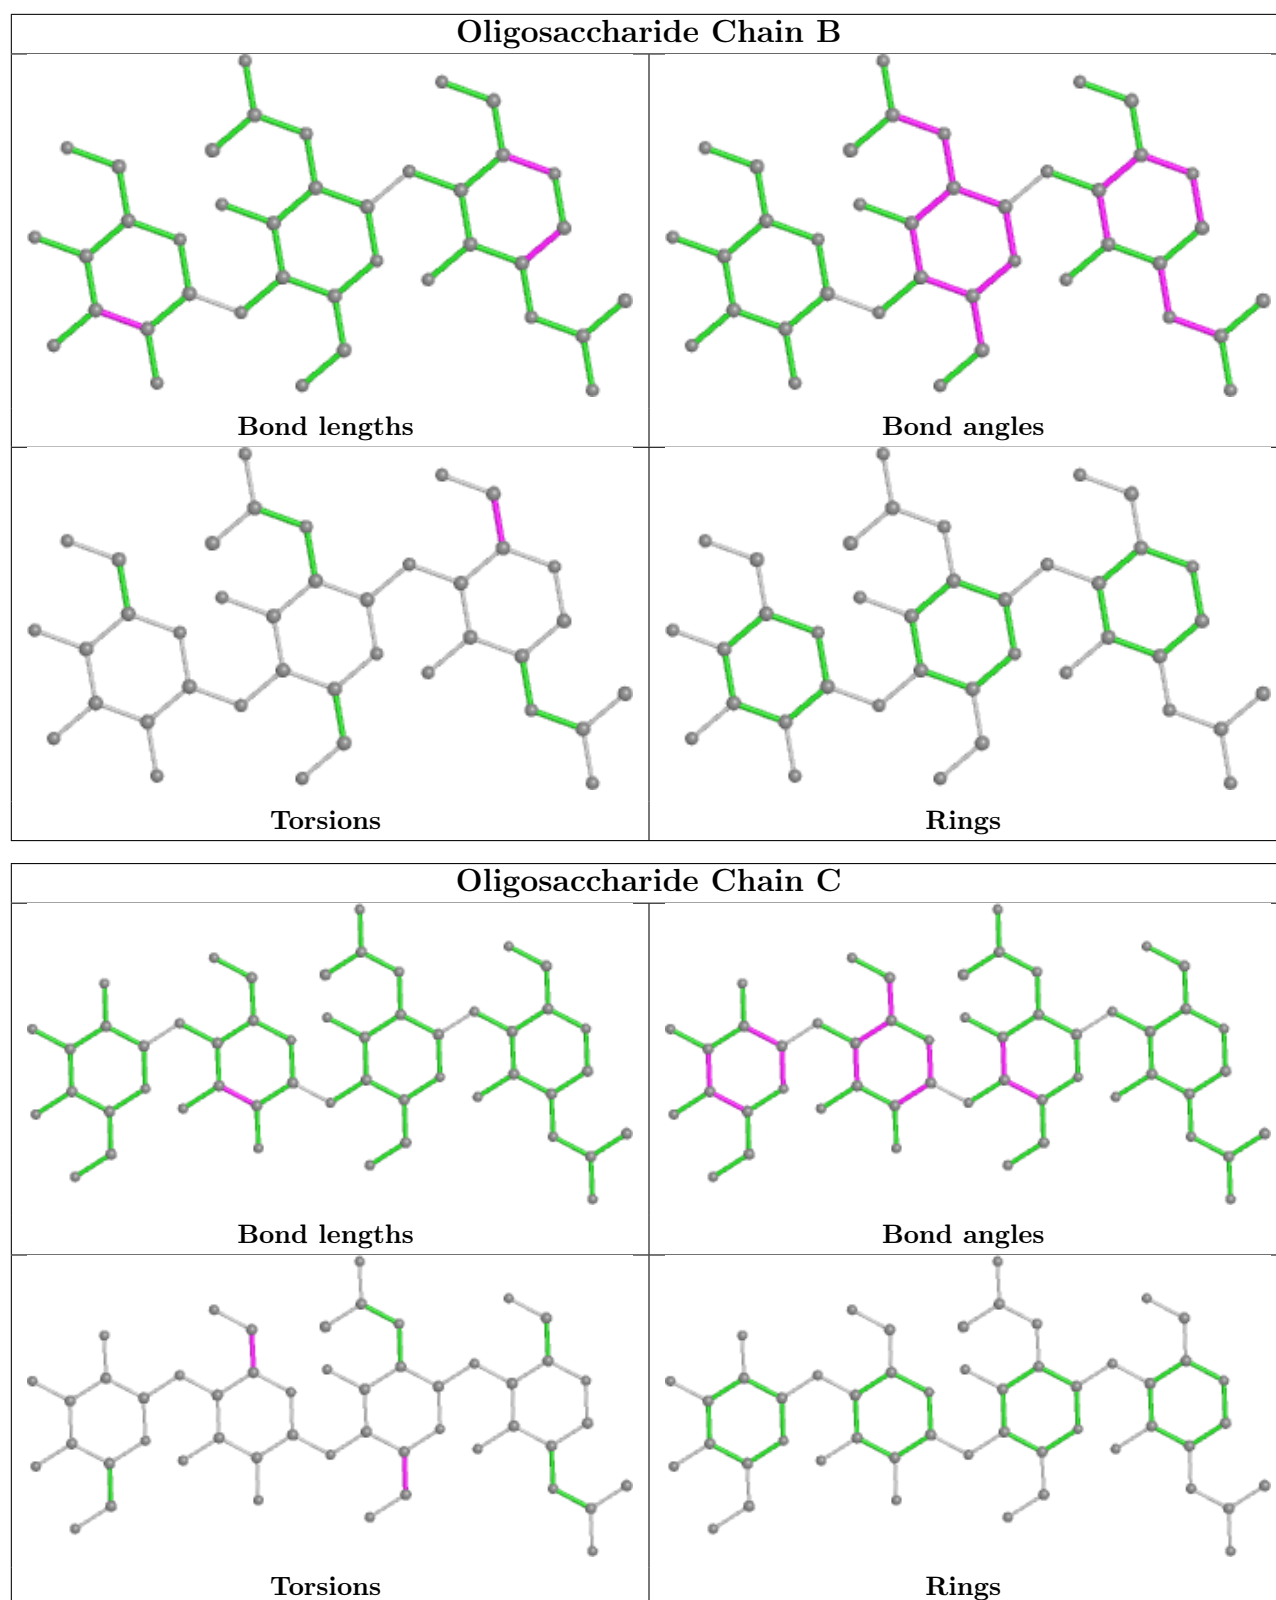 Oligosaccharide Chain B
Bond lengths
Bond angles
Torsions
Rings
Oligosaccharide Chain C
Bond lengths
Bond angles
Torsions
Rings